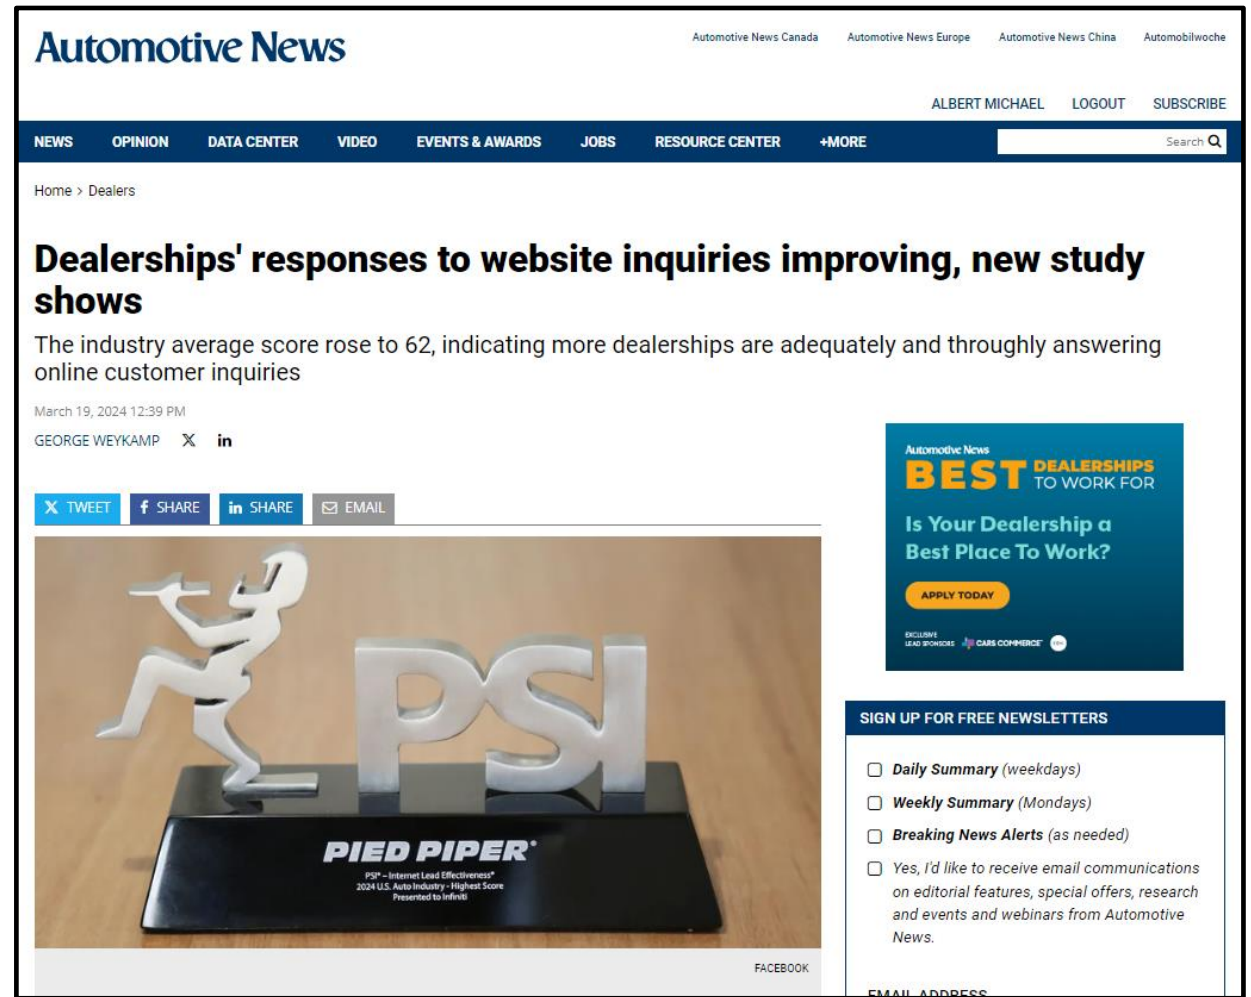 Automotive News
Automotive News Canada Automotive News Europe Automotive News China Automobilwoche
ALBERT MICHAEL LOGOUT SUBSCRIBE
NEWS OPINION DATA CENTER VIDEO EVENTS & AWARDS JOBS RESOURCE CENTER +MORE Search
Home > Dealers
Dealerships' responses to website inquiries improving, new study
shows
The industry average score rose to 62, indicating more dealerships are adequately and throughly answering
online customer inquiries
March 19, 2024 12:39 PM
GEORGE WEYKAMP X in
X TWEET f SHARE in SHARE EMAIL
PSI
PIED PIPER®
PSI® – Internet Lead Effectiveness®
2024 U.S. Auto Industry - Highest Score
Presented to Infiniti
FACEBOOK
Automotive News
BEST DEALERSHIPS
TO WORK FOR
Is Your Dealership a
Best Place To Work?
APPLY TODAY
EXCLUSIVE
LEAD SPONSORS CARS COMMERCE
SIGN UP FOR FREE NEWSLETTERS
Daily Summary (weekdays)
Weekly Summary (Mondays)
Breaking News Alerts (as needed)
Yes, I'd like to receive email communications
on editorial features, special offers, research
and events and webinars from Automotive
News.
EMAIL ADDRESS